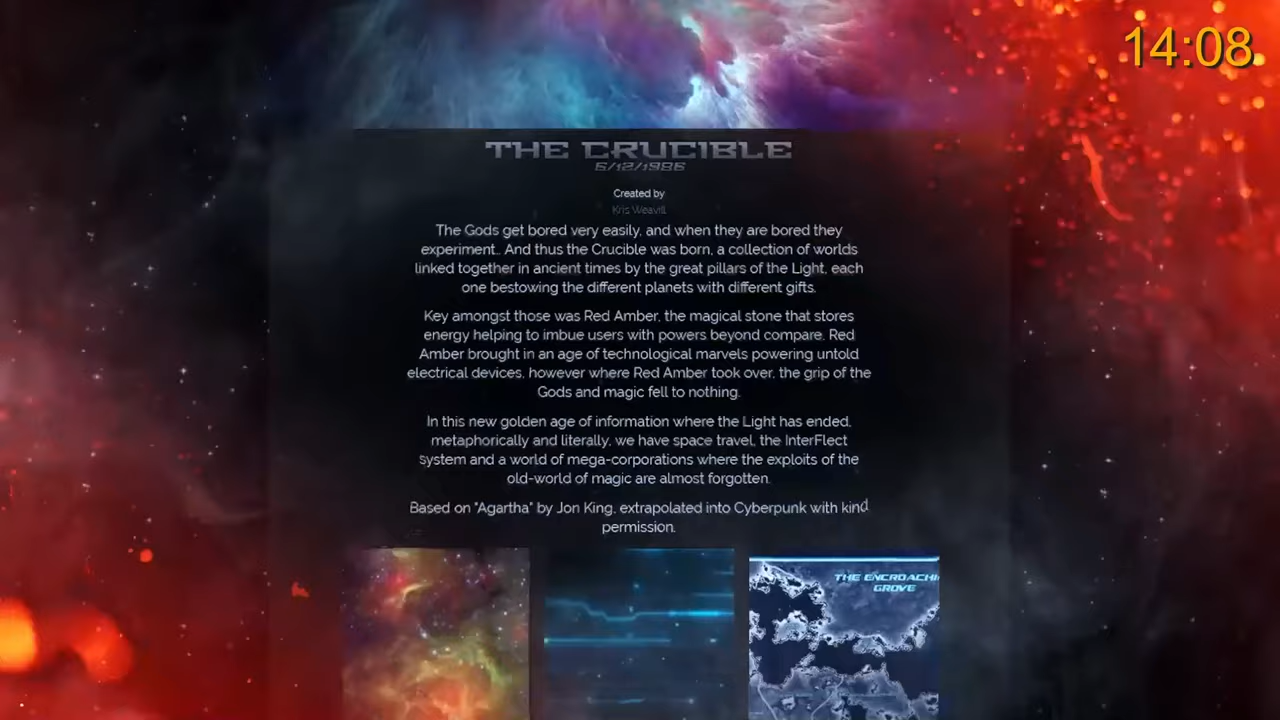 14:08
THE CRUCIBLE
6/12/1986
Created by
Kris Weavill
The Gods get bored very easily, and when they are bored they
experiment.. And thus the Crucible was born, a collection of worlds
linked together in ancient times by the great pillars of the Light, each
one bestowing the different planets with different gifts.
Key amongst those was Red Amber, the magical stone that stores
energy helping to imbue users with powers beyond compare. Red
Amber brought in an age of technological marvels powering untold
electrical devices, however where Red Amber took over, the grip of the
Gods and magic fell to nothing.
In this new golden age of information where the Light has ended,
metaphorically and literally, we have space travel, the InterFlect
system and a world of mega-corporations where the exploits of the
old-world of magic are almost forgotten.
Based on "Agartha" by Jon King, extrapolated into Cyberpunk with kind
permission.
THE ENCROACHI
GROVE